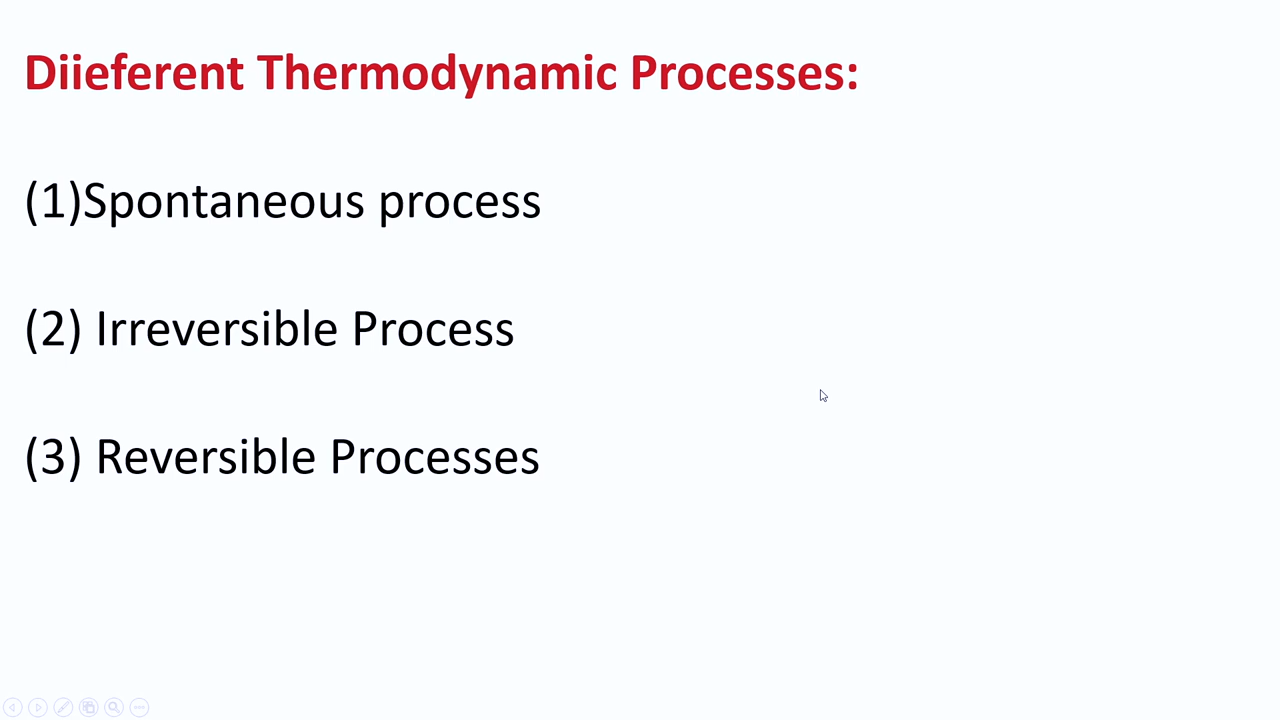 Diieferent Thermodynamic Processes:
(1)Spontaneous process
(2) Irreversible Process
(3) Reversible Processes